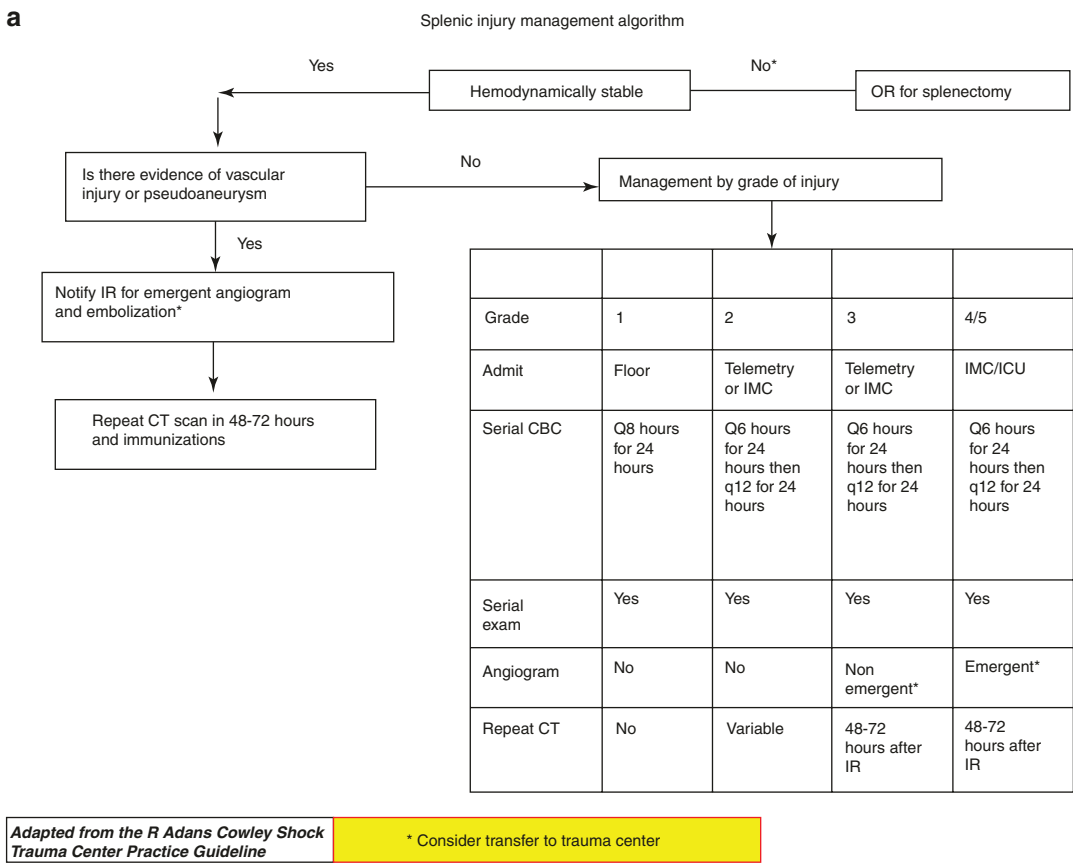 a
Splenic injury management algorithm
Yes
No*
Hemodynamically stable
OR for splenectomy
Is there evidence of vascular
injury or pseudoaneurysm
No
Management by grade of injury
Yes
Notify IR for emergent angiogram
and embolization*
Repeat CT scan in 48-72 hours
and immunizations
Grade
1
2
3
4/5
Admit
Floor
Telemetry
or IMC
Telemetry
or IMC
IMC/ICU
Serial CBC
Q8 hours
for 24
hours
Q6 hours
for 24
hours then
q12 for 24
hours
Q6 hours
for 24
hours then
q12 for 24
hours
Q6 hours
for 24
hours then
q12 for 24
hours
Serial
exam
Yes
Yes
Yes
Yes
Angiogram
No
No
Non
emergent*
Emergent*
Repeat CT
No
Variable
48-72
hours after
IR
48-72
hours after
IR
Adapted from the R Adans Cowley Shock
Trauma Center Practice Guideline
* Consider transfer to trauma center